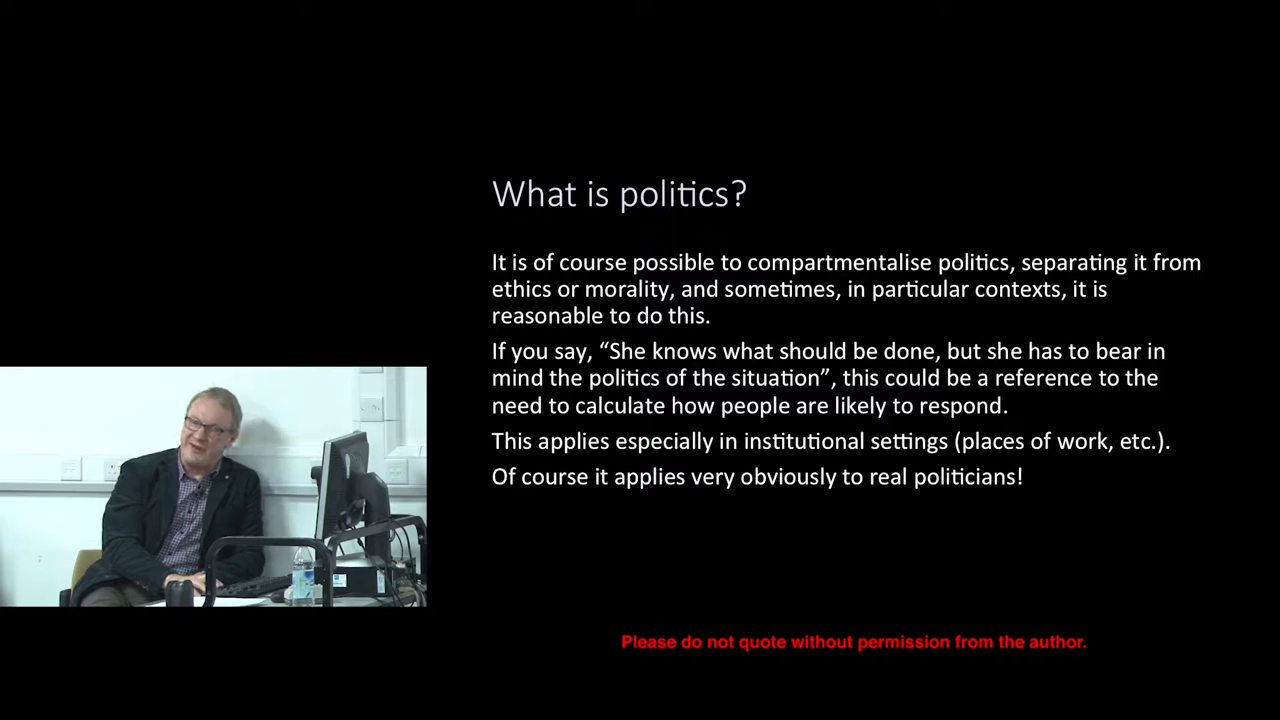 What is politics?
It is of course possible to compartmentalise politics, separating it from
ethics or morality, and sometimes, in particular contexts, it is
reasonable to do this.
If you say, “She knows what should be done, but she has to bear in
mind the politics of the situation”, this could be a reference to the
need to calculate how people are likely to respond.
This applies especially in institutional settings (places of work, etc.).
Of course it applies very obviously to real politicians!
Please do not quote without permission from the author.